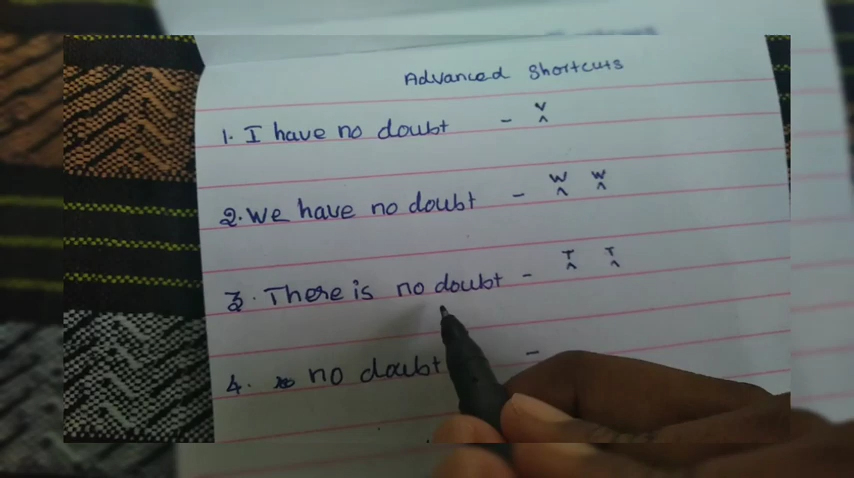 Advanced Shortcuts
1. I have no doubt - v ^
2. We have no doubt - W ^ W ^
3. There is no doubt - T ^ T ^
4. no doubt -